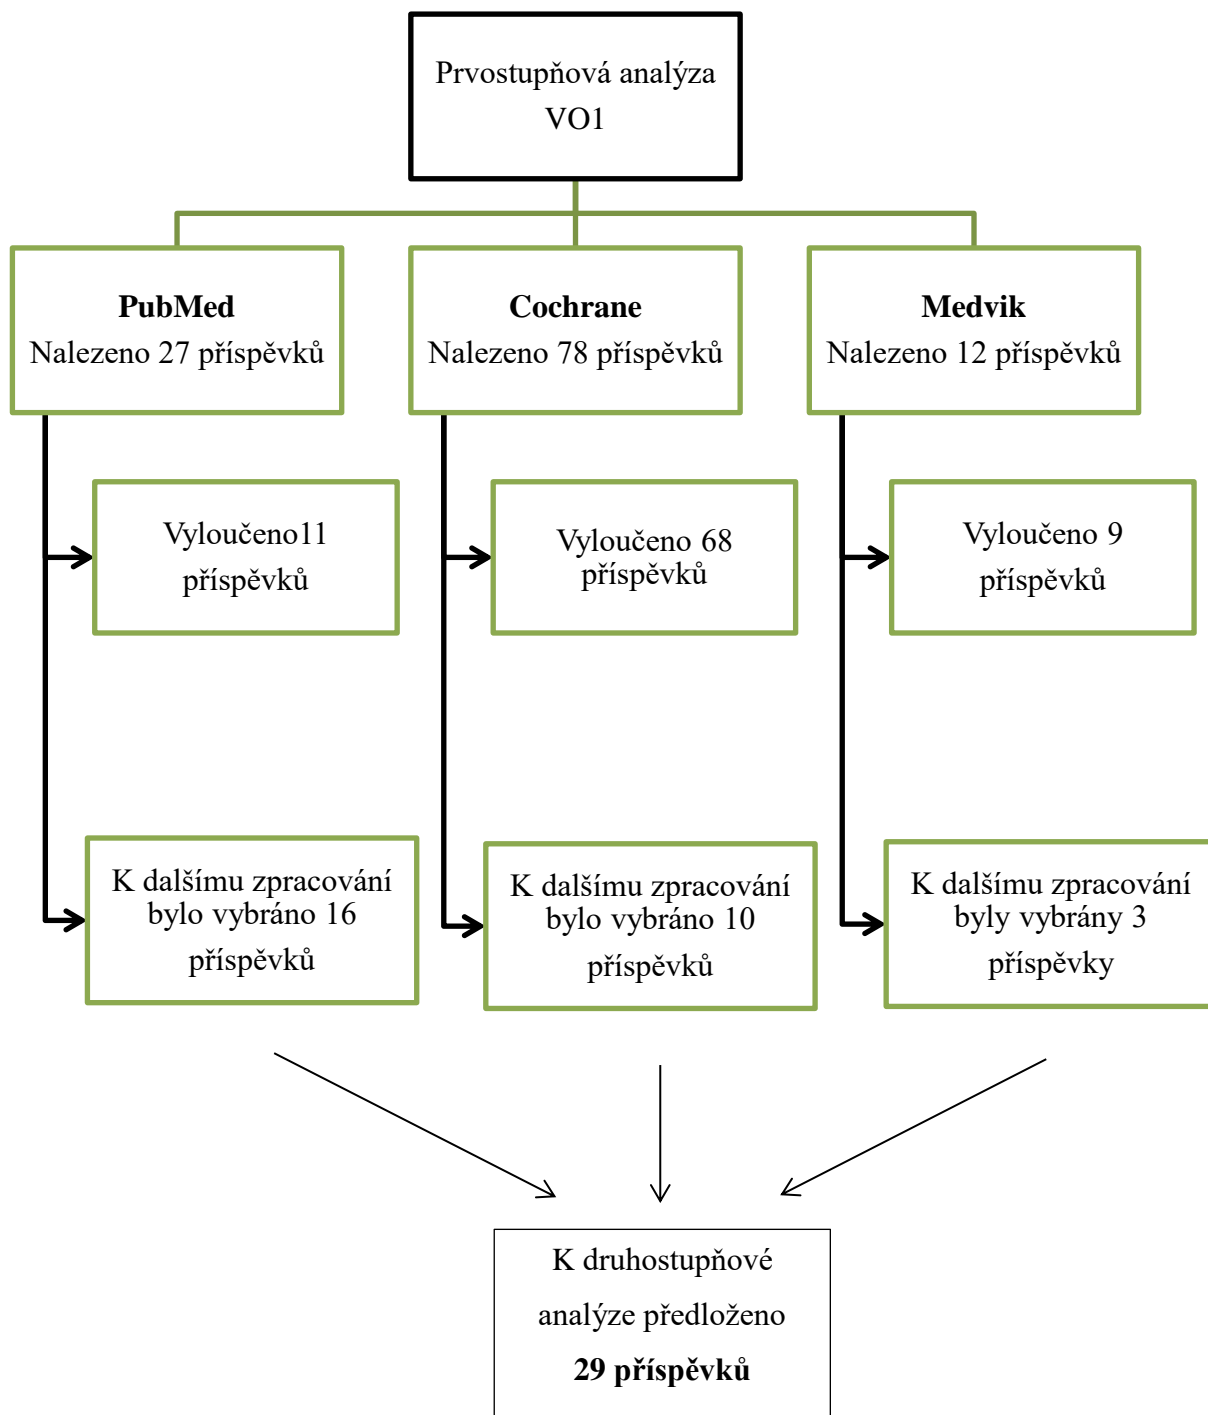 Prvostupňová analýza
VO1
PubMed
Nalezeno 27 příspěvků
Cochrane
Nalezeno 78 příspěvků
Medvik
Nalezeno 12 příspěvků
Vyloučeno11
příspěvků
Vyloučeno 68
příspěvků
Vyloučeno 9
příspěvků
K dalšímu zpracování
bylo vybráno 16
příspěvků
K dalšímu zpracování
bylo vybráno 10
příspěvků
K dalšímu zpracování
byly vybrány 3
příspěvky
K druhostupňové
analýze předloženo
29 příspěvků